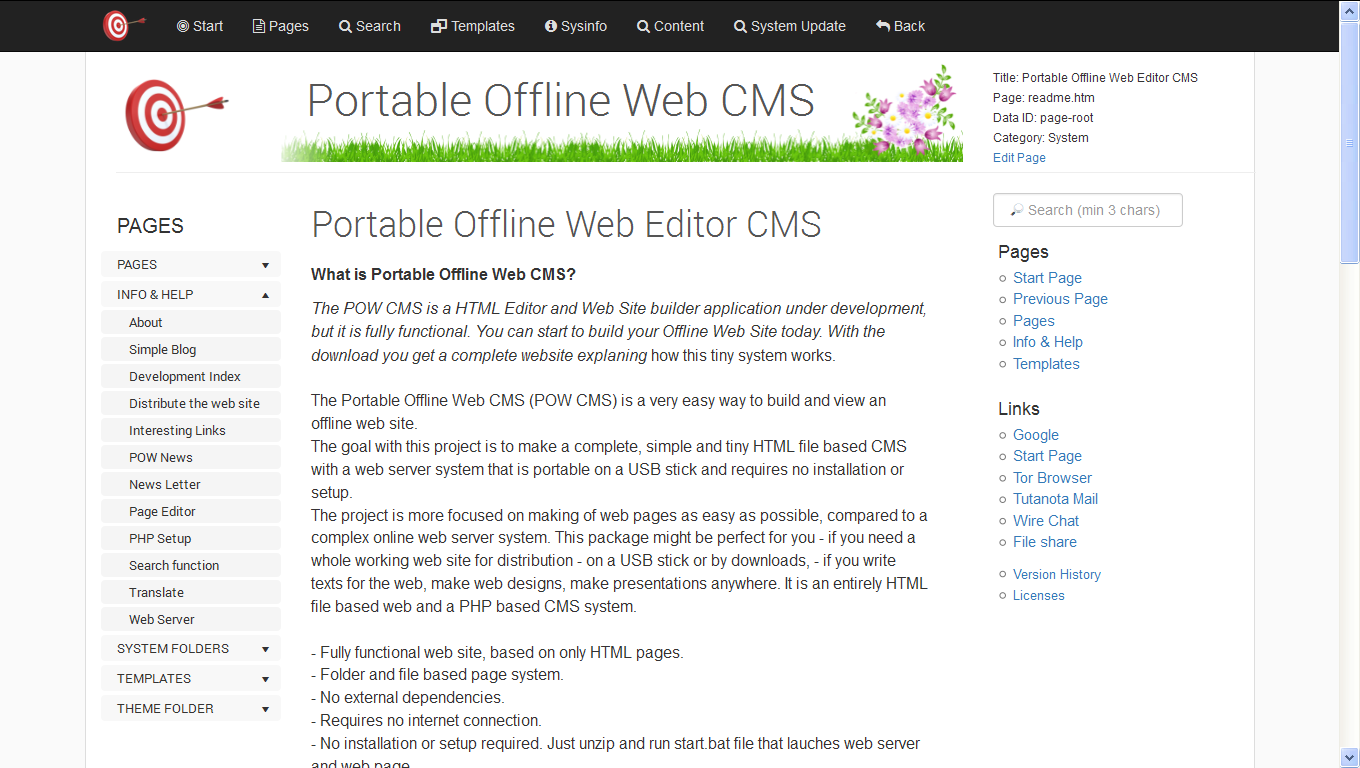 Start Pages Search Templates Sysinfo Content System Update Back
Portable Offline Web CMS
Title: Portable Offline Web Editor CMS
Page: readme.htm
Data ID: page-root
Category: System
Edit Page
PAGES
PAGES
INFO & HELP
About
Simple Blog
Development Index
Distribute the web site
Interesting Links
POW News
News Letter
Page Editor
PHP Setup
Search function
Translate
Web Server
SYSTEM FOLDERS
TEMPLATES
THEME FOLDER
Portable Offline Web Editor CMS
What is Portable Offline Web CMS?
The POW CMS is a HTML Editor and Web Site builder application under development,
but it is fully functional. You can start to build your Offline Web Site today. With the
download you get a complete website explaning how this tiny system works.
The Portable Offline Web CMS (POW CMS) is a very easy way to build and view an
offline web site.
The goal with this project is to make a complete, simple and tiny HTML file based CMS
with a web server system that is portable on a USB stick and requires no installation or
setup.
The project is more focused on making of web pages as easy as possible, compared to a
complex online web server system. This package might be perfect for you - if you need a
whole working web site for distribution - on a USB stick or by downloads, - if you write
texts for the web, make web designs, make presentations anywhere. It is an entirely HTML
file based web and a PHP based CMS system.
- Fully functional web site, based on only HTML pages.
- Folder and file based page system.
- No external dependencies.
- Requires no internet connection.
- No installation or setup required. Just unzip and run start.bat file that lauches web server
and web page
Search (min 3 chars)
Pages
Start Page
Previous Page
Pages
Info & Help
Templates
Links
Google
Start Page
Tor Browser
Tutanota Mail
Wire Chat
File share
Version History
Licenses